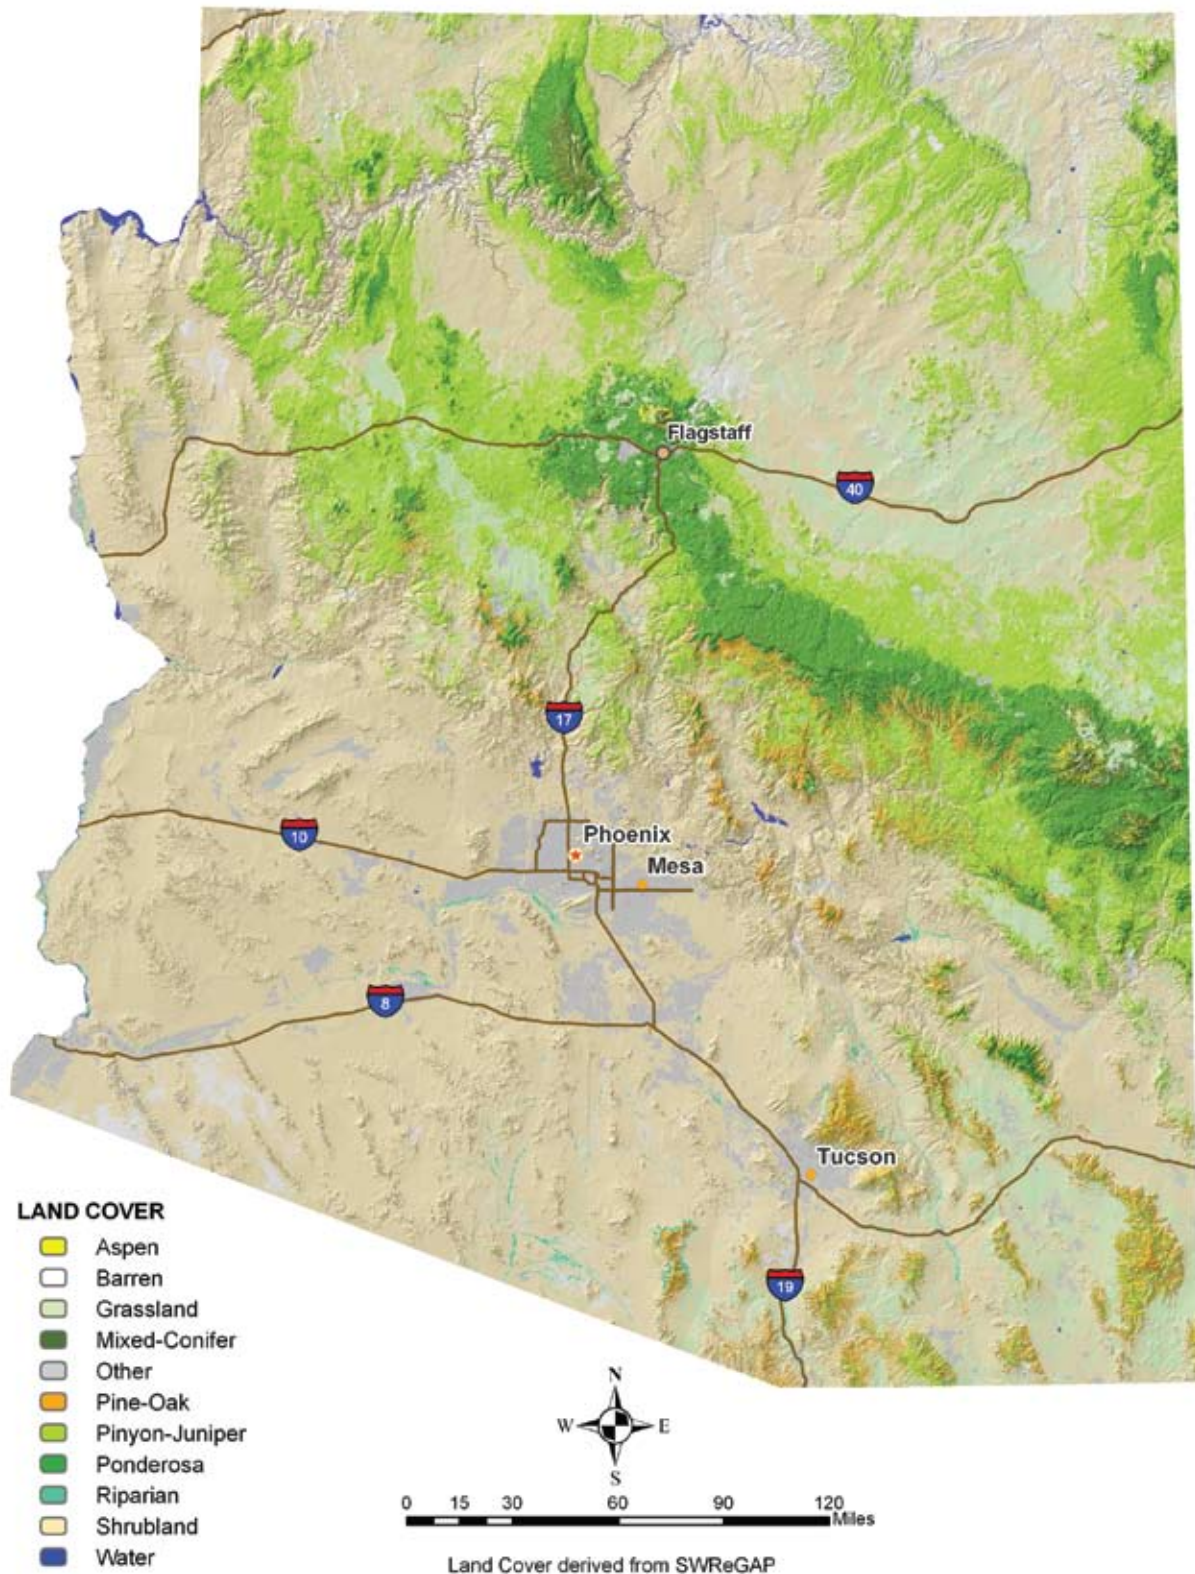 Flagstaff
40
17
10
Phoenix
Mesa
8
Tucson
19
LAND COVER
Aspen
Barren
Grassland
Mixed-Conifer
Other
Pine-Oak
Pinyon-Juniper
Ponderosa
Riparian
Shrubland
Water
N
W E
S
0 15 30 60 90 120
Miles
Land Cover derived from SWReGAP